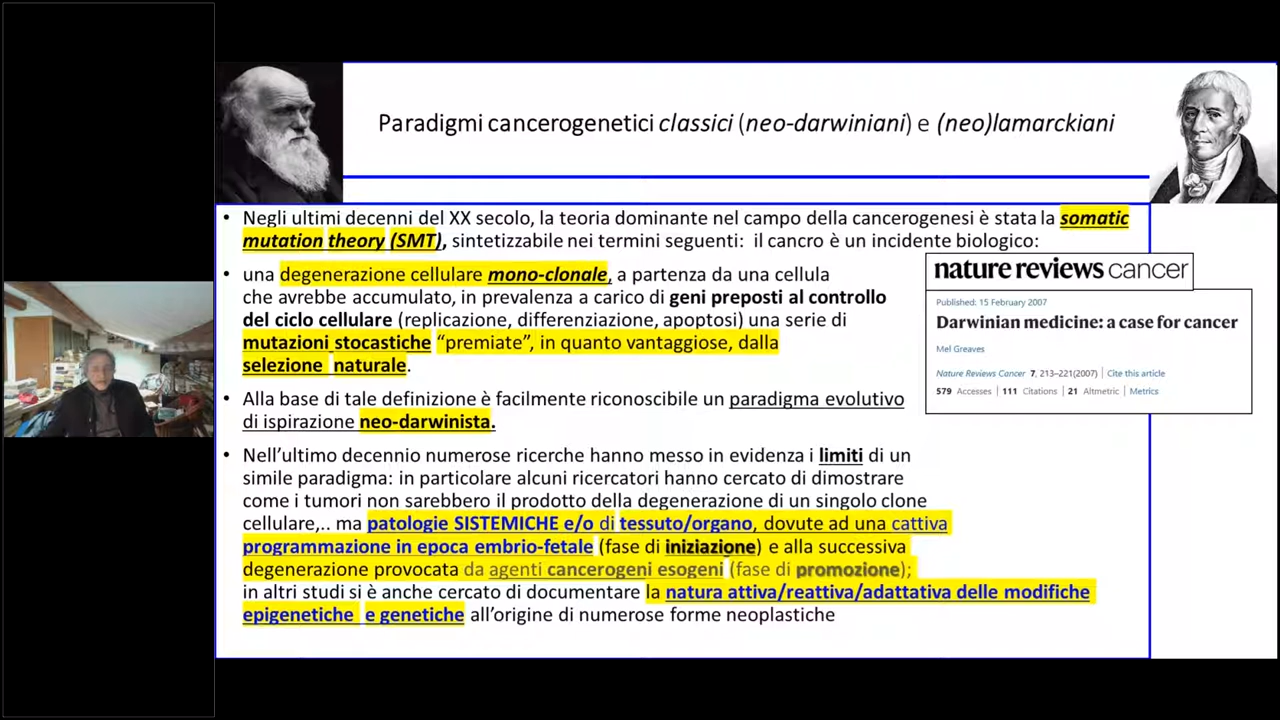 Paradigmi cancerogenetici classici (neo-darwiniani) e (neo)lamarckiani
• Negli ultimi decenni del XX secolo, la teoria dominante nel campo della cancerogenesi è stata la somatic
mutation theory (SMT), sintetizzabile nei termini seguenti: il cancro è un incidente biologico:
• una degenerazione cellulare mono-clonale, a partenza da una cellula
che avrebbe accumulato, in prevalenza a carico di geni preposti al controllo
del ciclo cellulare (replicazione, differenziazione, apoptosi) una serie di
mutazioni stocastiche “premiate”, in quanto vantaggiose, dalla
selezione naturale.
• Alla base di tale definizione è facilmente riconoscibile un paradigma evolutivo
di ispirazione neo-darwinista.
• Nell’ultimo decennio numerose ricerche hanno messo in evidenza i limiti di un
simile paradigma: in particolare alcuni ricercatori hanno cercato di dimostrare
come i tumori non sarebbero il prodotto della degenerazione di un singolo clone
cellulare,.. ma patologie SISTEMICHE e/o di tessuto/organo, dovute ad una cattiva
programmazione in epoca embrio-fetale (fase di iniziazione) e alla successiva
degenerazione provocata da agenti cancerogeni esogeni (fase di promozione);
in altri studi si è anche cercato di documentare la natura attiva/reattiva/adattativa delle modifiche
epigenetiche e genetiche all’origine di numerose forme neoplastiche
nature reviews cancer
Published: 15 February 2007
Darwinian medicine: a case for cancer
Mel Greaves
Nature Reviews Cancer 7, 213–221(2007) | Cite this article
579 Accesses | 111 Citations | 21 Altmetric | Metrics